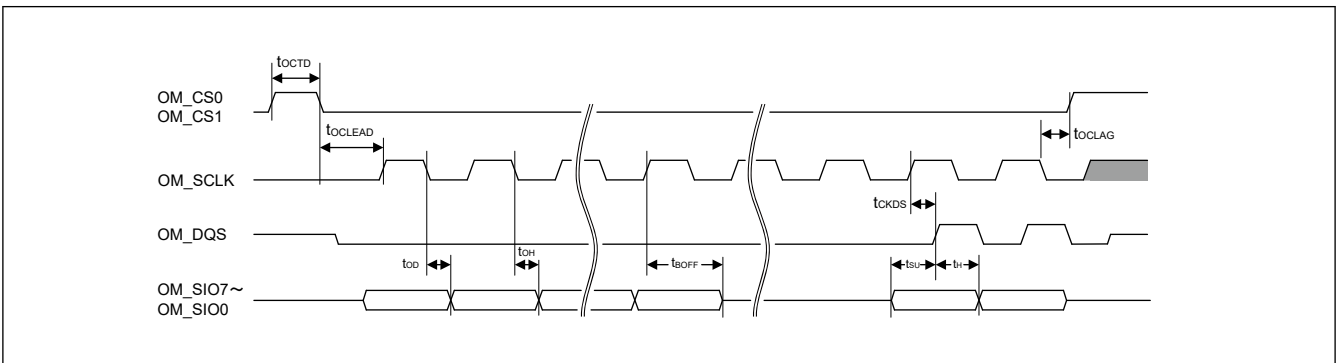 tOCTD
OM_CS0
OM_CS1
tOCLEAD
tOCLAG
OM_SCLK
tCKDS
OM_DQS
tOD
tOH
tBOFF
tSU
tH
OM_SIO7~
OM_SIO0